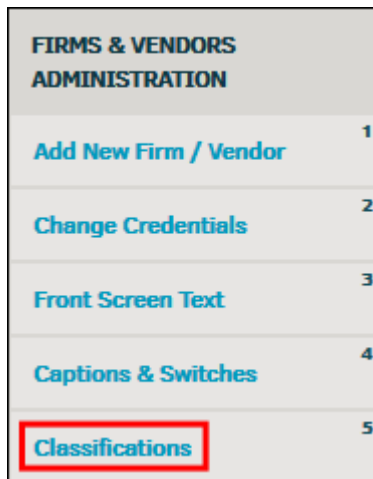 FIRMS & VENDORS
ADMINISTRATION
Add New Firm / Vendor 1
Change Credentials 2
Front Screen Text 3
Captions & Switches 4
Classifications 5